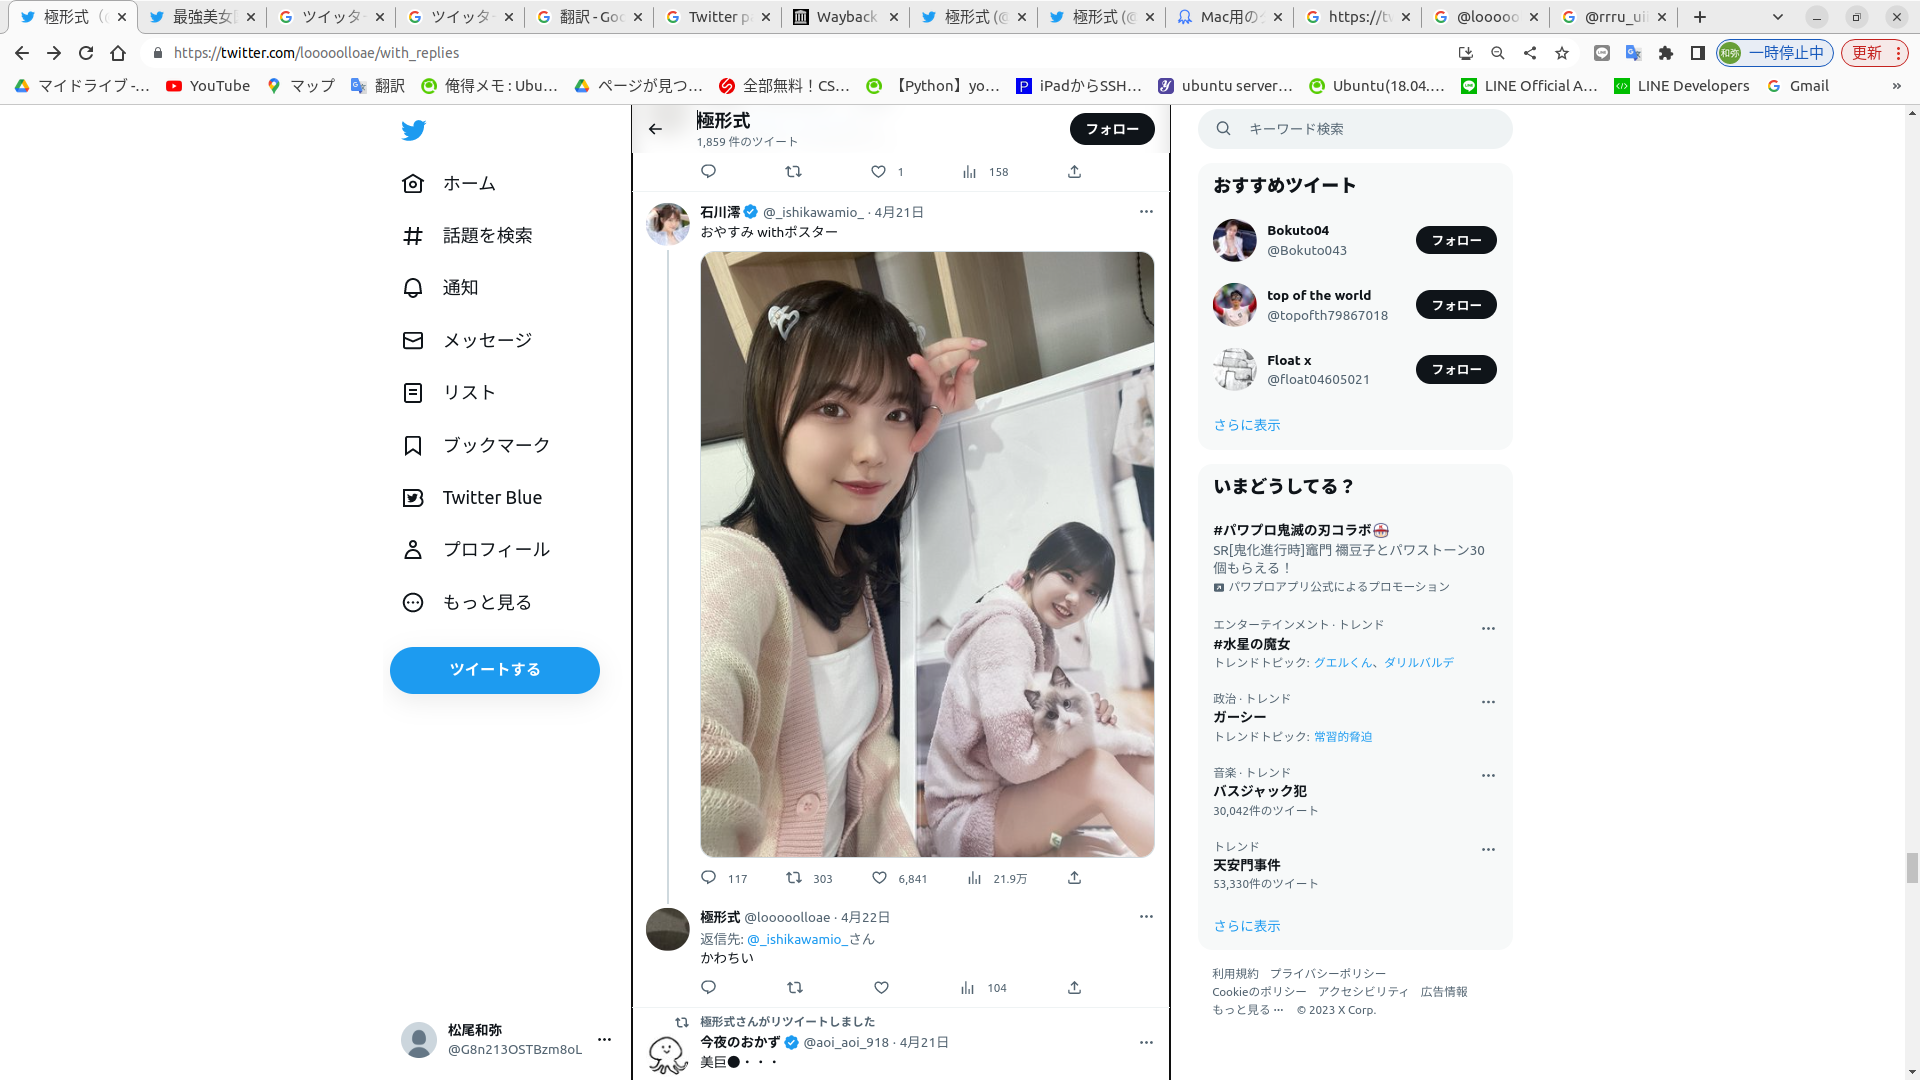 極形式（
最強美女
ツイッタ
ツイッタ
翻訳 - Goo
Twitter p
Wayback
極形式 (@
極形式 (@
Mac用の
https://tw
@looooo
@rrru_ui
https://twitter.com/looooolloae/with_replies
和弥
一時停止中
更新
マイドライブ -...
YouTube
マップ
翻訳
俺得メモ : Ubu...
ページが見つ...
全部無料！CS...
【Python】yo...
iPadからSSH...
ubuntu server...
Ubuntu(18.04....
LINE Official A...
LINE Developers
Gmail
»
ホーム
話題を検索
通知
メッセージ
リスト
ブックマーク
Twitter Blue
プロフィール
もっと見る
ツイートする
松尾和弥
@G8n213OSTBzm8oL
極形式
1,859 件のツイート
フォロー
1
158
石川澪 @_ishikawamio_ · 4月21日
おやすみ withポスター
117
303
6,841
21.9万
極形式 @looooolloae · 4月22日
返信先: @_ishikawamio_さん
かわちい
104
極形式さんがリツイートしました
今夜のおかず @aoi_aoi_918 · 4月21日
美巨●・・・
キーワード検索
おすすめツイート
Bokuto04
@Bokuto043
フォロー
top of the world
@topofth79867018
フォロー
Float x
@float04605021
フォロー
さらに表示
いまどうしてる？
#パワプロ鬼滅の刃コラボ
SR[鬼化進行時]竈門 禰豆子とパワストーン30
個もらえる！
パワプロアプリ公式によるプロモーション
エンターテインメント · トレンド
#水星の魔女
トレンドトピック: グエルくん、ダリルバルデ
政治 · トレンド
ガーシー
トレンドトピック: 常習的脅迫
音楽 · トレンド
バスジャック犯
30,042件のツイート
トレンド
天安門事件
53,330件のツイート
さらに表示
利用規約 プライバシーポリシー
Cookieのポリシー アクセシビリティ 広告情報
もっと見る ··· © 2023 X Corp.